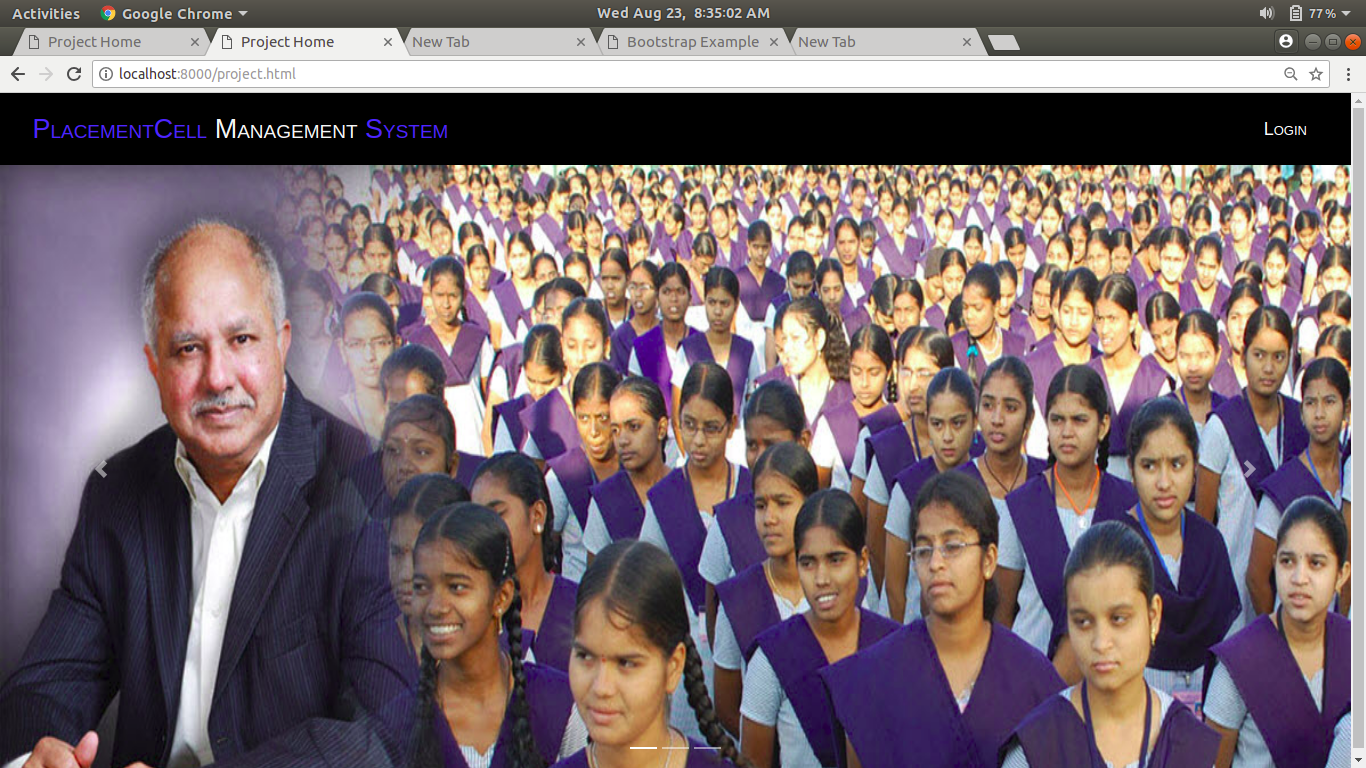 Activities Google Chrome Wed Aug 23, 8:35:02 AM 77%
Project Home Project Home New Tab Bootstrap Example New Tab
localhost:8000/project.html
PlacementCell Management System Login